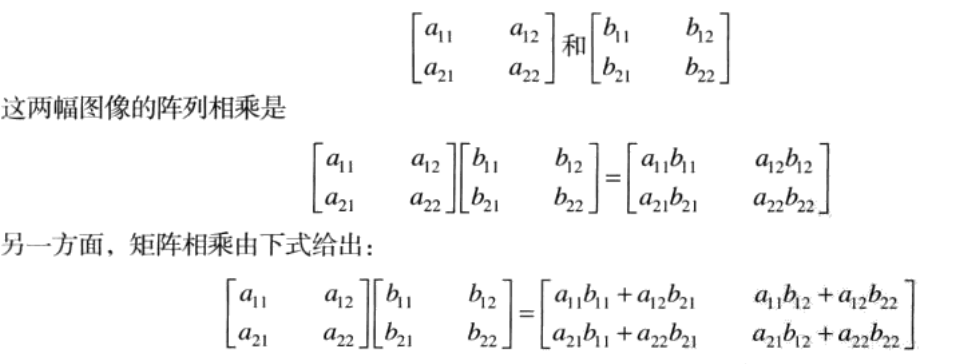 [a₁₁ a₁₂; a₂₁ a₂₂] 和 [b₁₁ b₁₂; b₂₁ b₂₂]
这两幅图像的阵列相乘是
[a₁₁ a₁₂; a₂₁ a₂₂][b₁₁ b₁₂; b₂₁ b₂₂] = [a₁₁b₁₁ a₁₂b₁₂; a₂₁b₂₁ a₂₂b₂₂]
另一方面，矩阵相乘由下式给出：
[a₁₁ a₁₂; a₂₁ a₂₂][b₁₁ b₁₂; b₂₁ b₂₂] = [a₁₁b₁₁ + a₁₂b₂₁ a₁₁b₁₂ + a₁₂b₂₂; a₂₁b₁₁ + a₂₂b₂₁ a₂₁b₁₂ + a₂₂b₂₂]